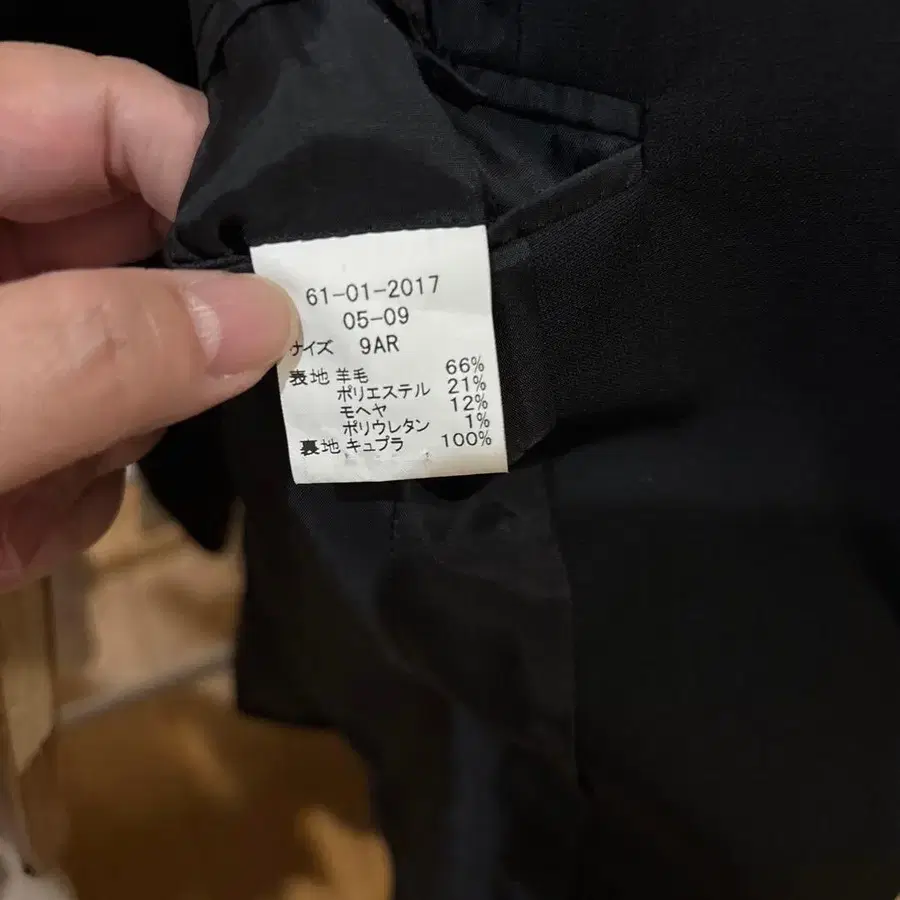 61-01-2017
05-09
サイズ 9AR
表地 羊毛 66%
ポリエステル 21%
モヘヤ 12%
ポリウレタン 1%
裏地 キュプラ 100%